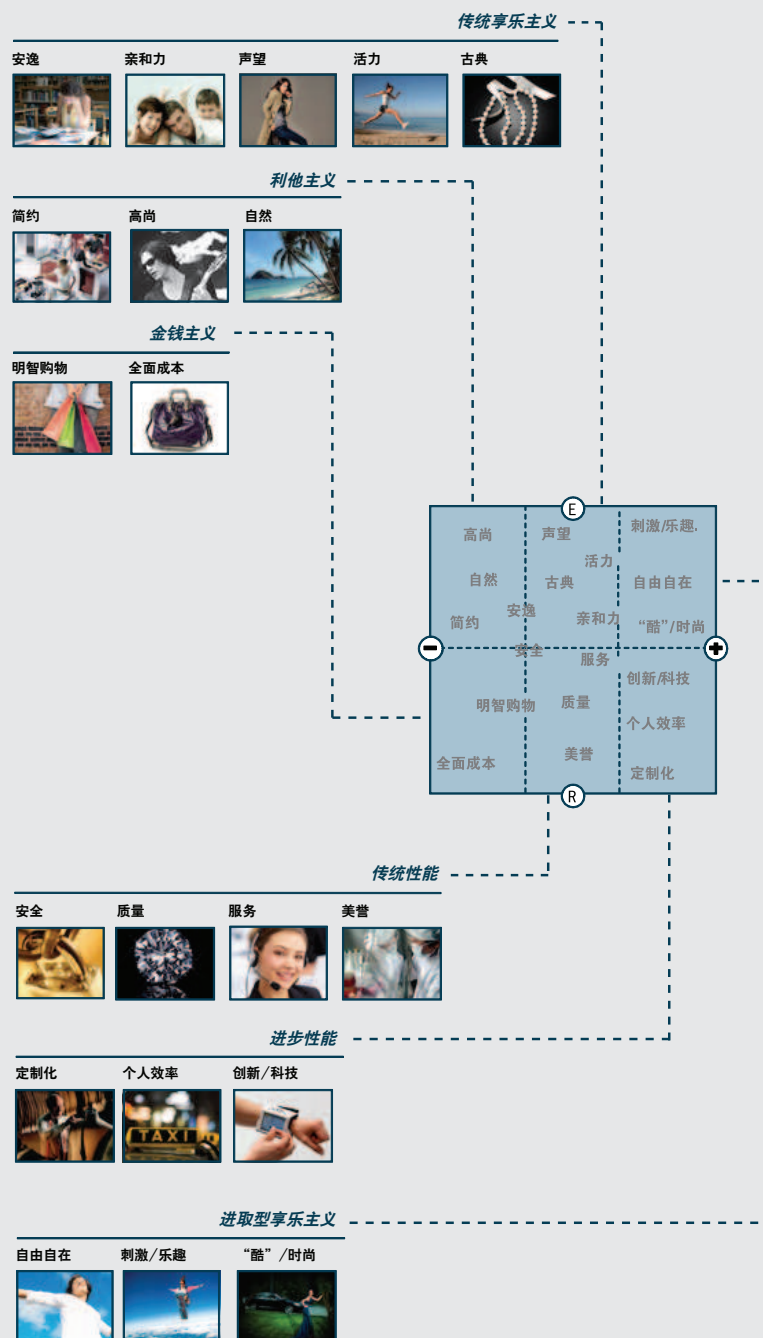 传统享乐主义
安逸 亲和力 声望 活力 古典
利他主义
简约 高尚 自然
金钱主义
明智购物 全面成本
E
高尚 声望 刺激/乐趣.
活力
自然 古典 自由自在
安逸 亲和力
简约 “酷”/时尚
安全
服务
创新/科技
明智购物 质量
个人效率
美誉
全面成本
定制化
R
传统性能
安全 质量 服务 美誉
进步性能
定制化 个人效率 创新/科技
TAXI
进取型享乐主义
自由自在 刺激/乐趣 “酷”/时尚